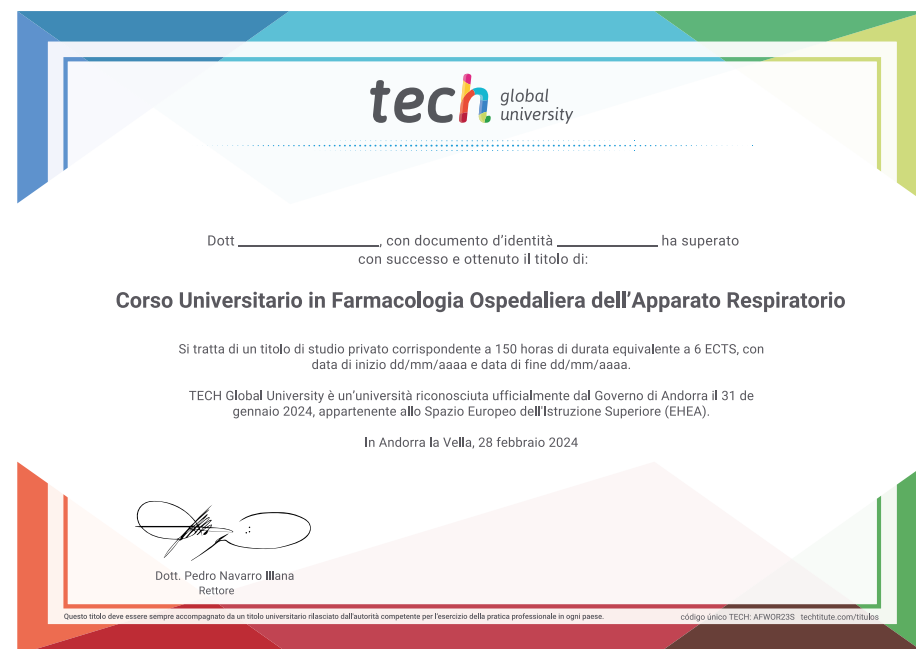 tech global university
Dott ____________, con documento d'identità ____________ ha superato
con successo e ottenuto il titolo di:
Corso Universitario in Farmacologia Ospedaliera dell'Apparato Respiratorio
Si tratta di un titolo di studio privato corrispondente a 150 horas di durata equivalente a 6 ECTS, con
data di inizio dd/mm/aaaa e data di fine dd/mm/aaaa.
TECH Global University è un'università riconosciuta ufficialmente dal Governo di Andorra il 31 de
gennaio 2024, appartenente allo Spazio Europeo dell'Istruzione Superiore (EHEA).
In Andorra la Vella, 28 febbraio 2024
Dott. Pedro Navarro Illana
Rettore
Questo titolo deve essere sempre accompagnato da un titolo universitario rilasciato dall'autorità competente per l'esercizio della pratica professionale in ogni paese.
código único TECH: AFWOR23S techtitute.com/titulos